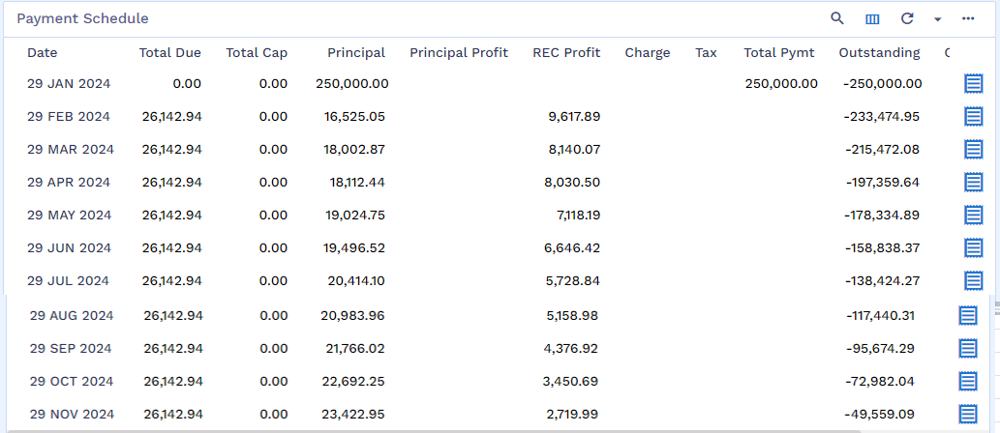 Payment Schedule
Date Total Due Total Cap Principal Principal Profit REC Profit Charge Tax Total Pymt Outstanding
29 JAN 2024 0.00 0.00 250,000.00 250,000.00 -250,000.00
29 FEB 2024 26,142.94 0.00 16,525.05 9,617.89 -233,474.95
29 MAR 2024 26,142.94 0.00 18,002.87 8,140.07 -215,472.08
29 APR 2024 26,142.94 0.00 18,112.44 8,030.50 -197,359.64
29 MAY 2024 26,142.94 0.00 19,024.75 7,118.19 -178,334.89
29 JUN 2024 26,142.94 0.00 19,496.52 6,646.42 -158,838.37
29 JUL 2024 26,142.94 0.00 20,414.10 5,728.84 -138,424.27
29 AUG 2024 26,142.94 0.00 20,983.96 5,158.98 -117,440.31
29 SEP 2024 26,142.94 0.00 21,766.02 4,376.92 -95,674.29
29 OCT 2024 26,142.94 0.00 22,692.25 3,450.69 -72,982.04
29 NOV 2024 26,142.94 0.00 23,422.95 2,719.99 -49,559.09